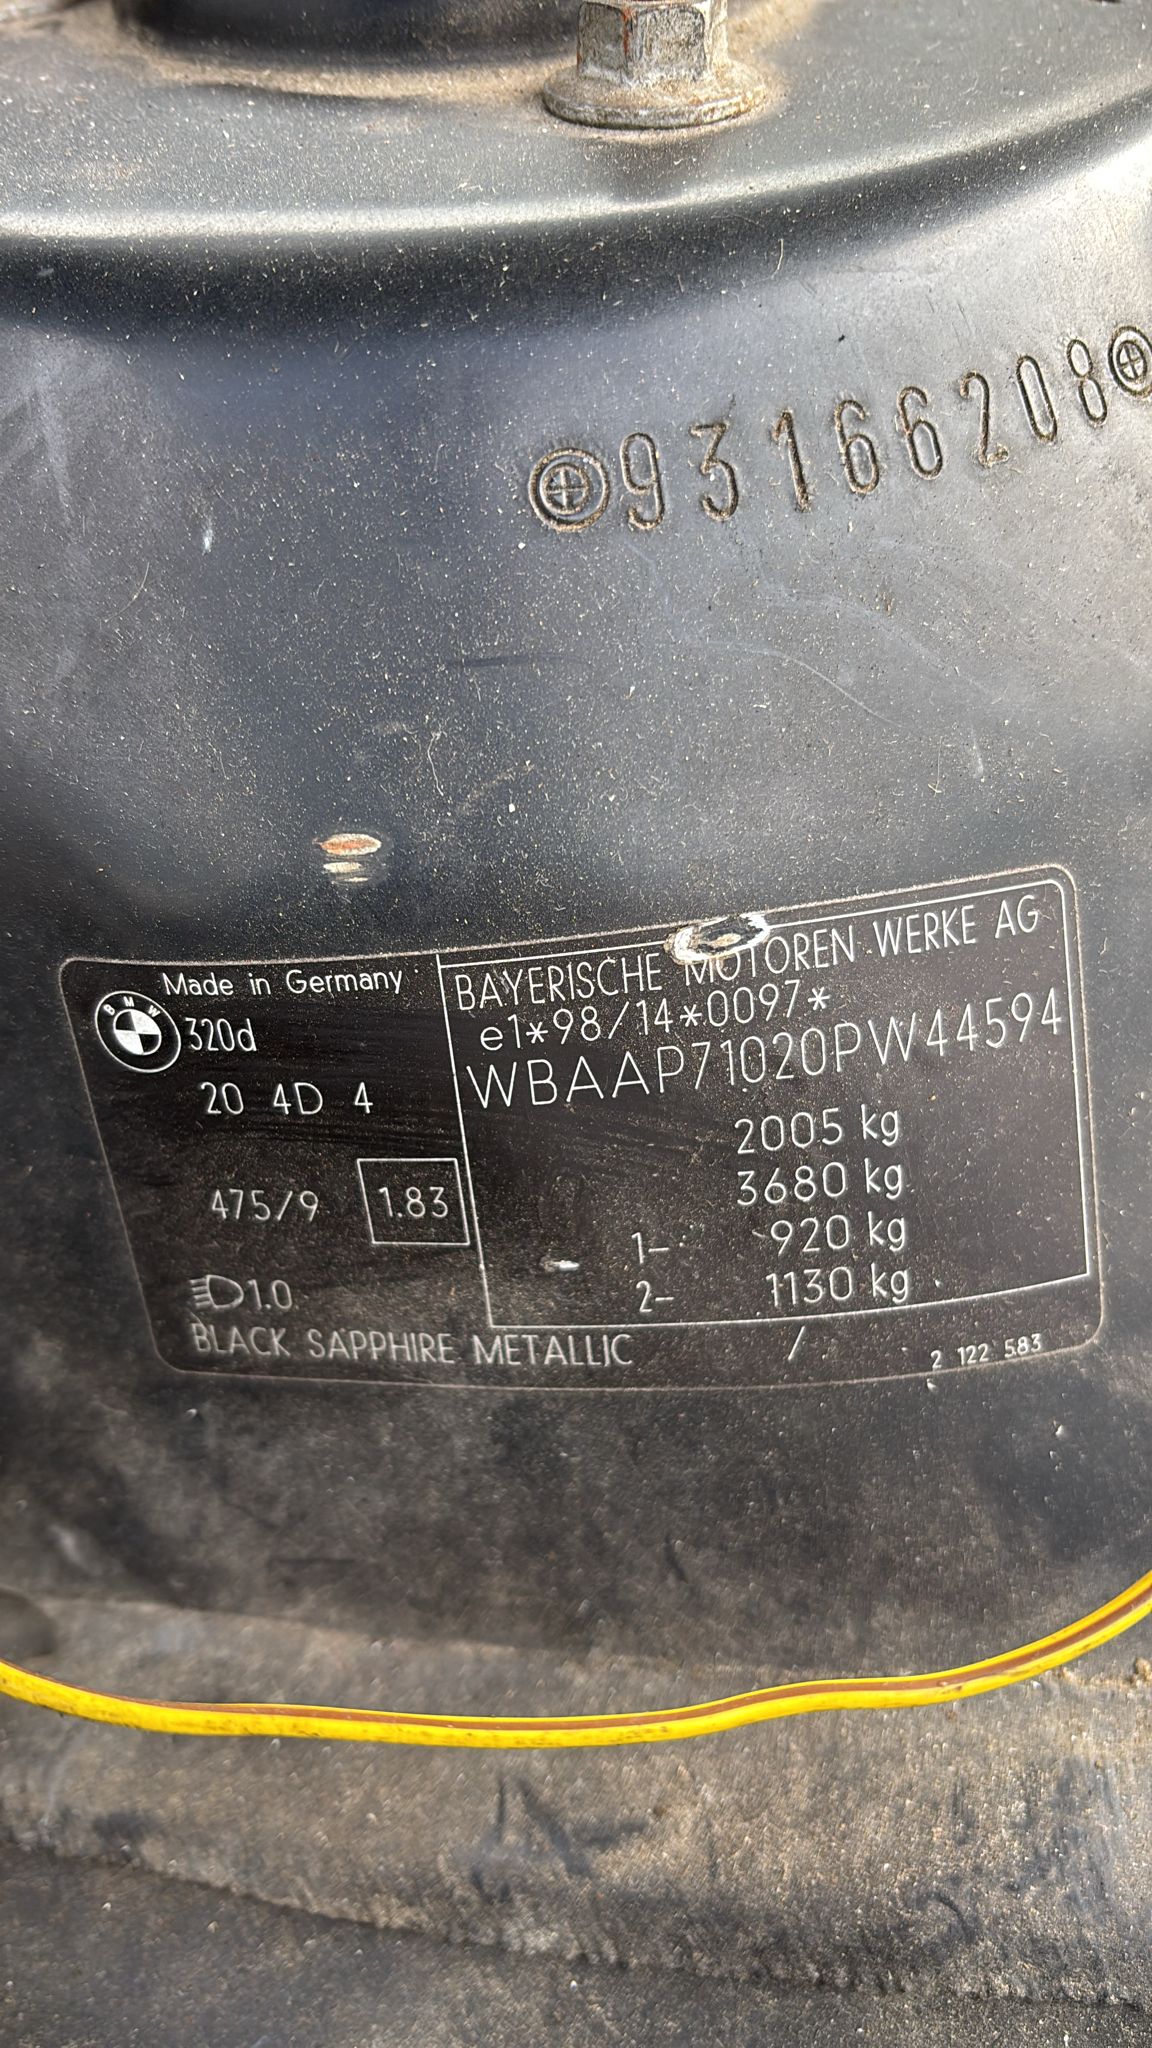 93166208
Made in Germany
BMW
320d
20 4D 4
475/9 1.83
1.0
BLACK SAPPHIRE METALLIC /
2 122 583
BAYERISCHE MOTOREN WERKE AG
e1*98/14*0097*
WBAAP71020PW44594
2005 kg
3680 kg
1- 920 kg
2- 1130 kg